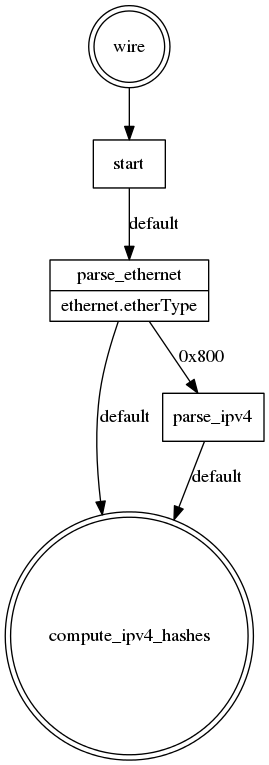 wire
start
default
parse_ethernet
ethernet.etherType
0x800
default
parse_ipv4
default
compute_ipv4_hashes